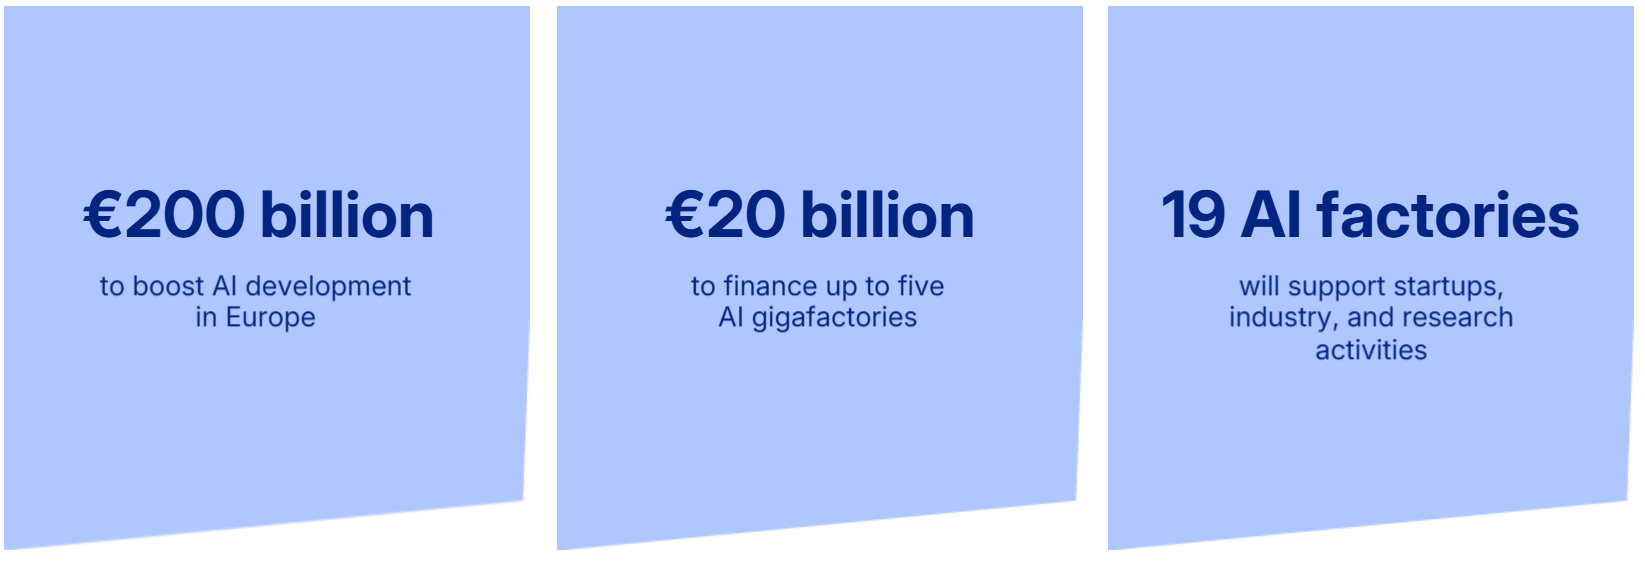 €200 billion
to boost AI development
in Europe
€20 billion
to finance up to five
AI gigafactories
19 AI factories
will support startups,
industry, and research
activities